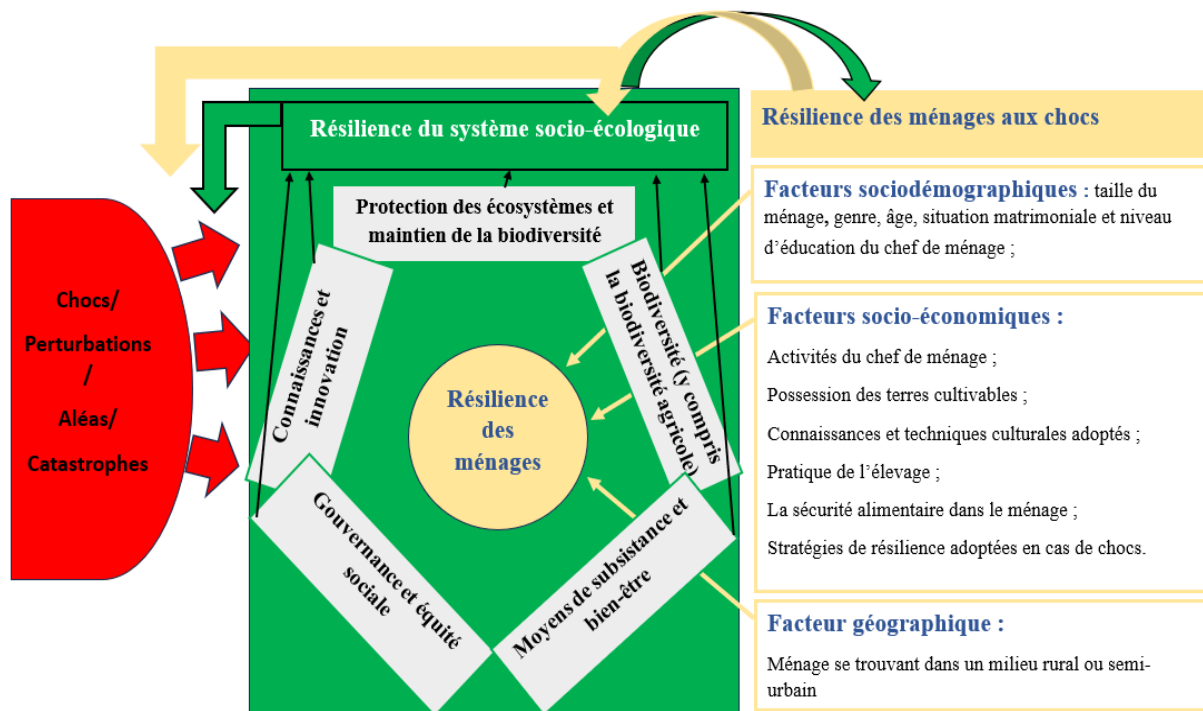 Résilience du système socio-écologique
Résilience des ménages aux chocs
Protection des écosystèmes et
maintien de la biodiversité
Connaissances et
innovation
Biodiversité (y compris
la biodiversité agricole)
Gouvernance et équité
sociale
Moyens de subsistance et
bien-être
Résilience
des
ménages
Chocs/
Perturbations
/
Aléas/
Catastrophes
Facteurs sociodémographiques : taille du
ménage, genre, âge, situation matrimoniale et niveau
d’éducation du chef de ménage ;
Facteurs socio-économiques :
Activités du chef de ménage ;
Possession des terres cultivables ;
Connaissances et techniques culturales adoptés ;
Pratique de l’élevage ;
La sécurité alimentaire dans le ménage ;
Stratégies de résilience adoptées en cas de chocs.
Facteur géographique :
Ménage se trouvant dans un milieu rural ou semi-
urbain